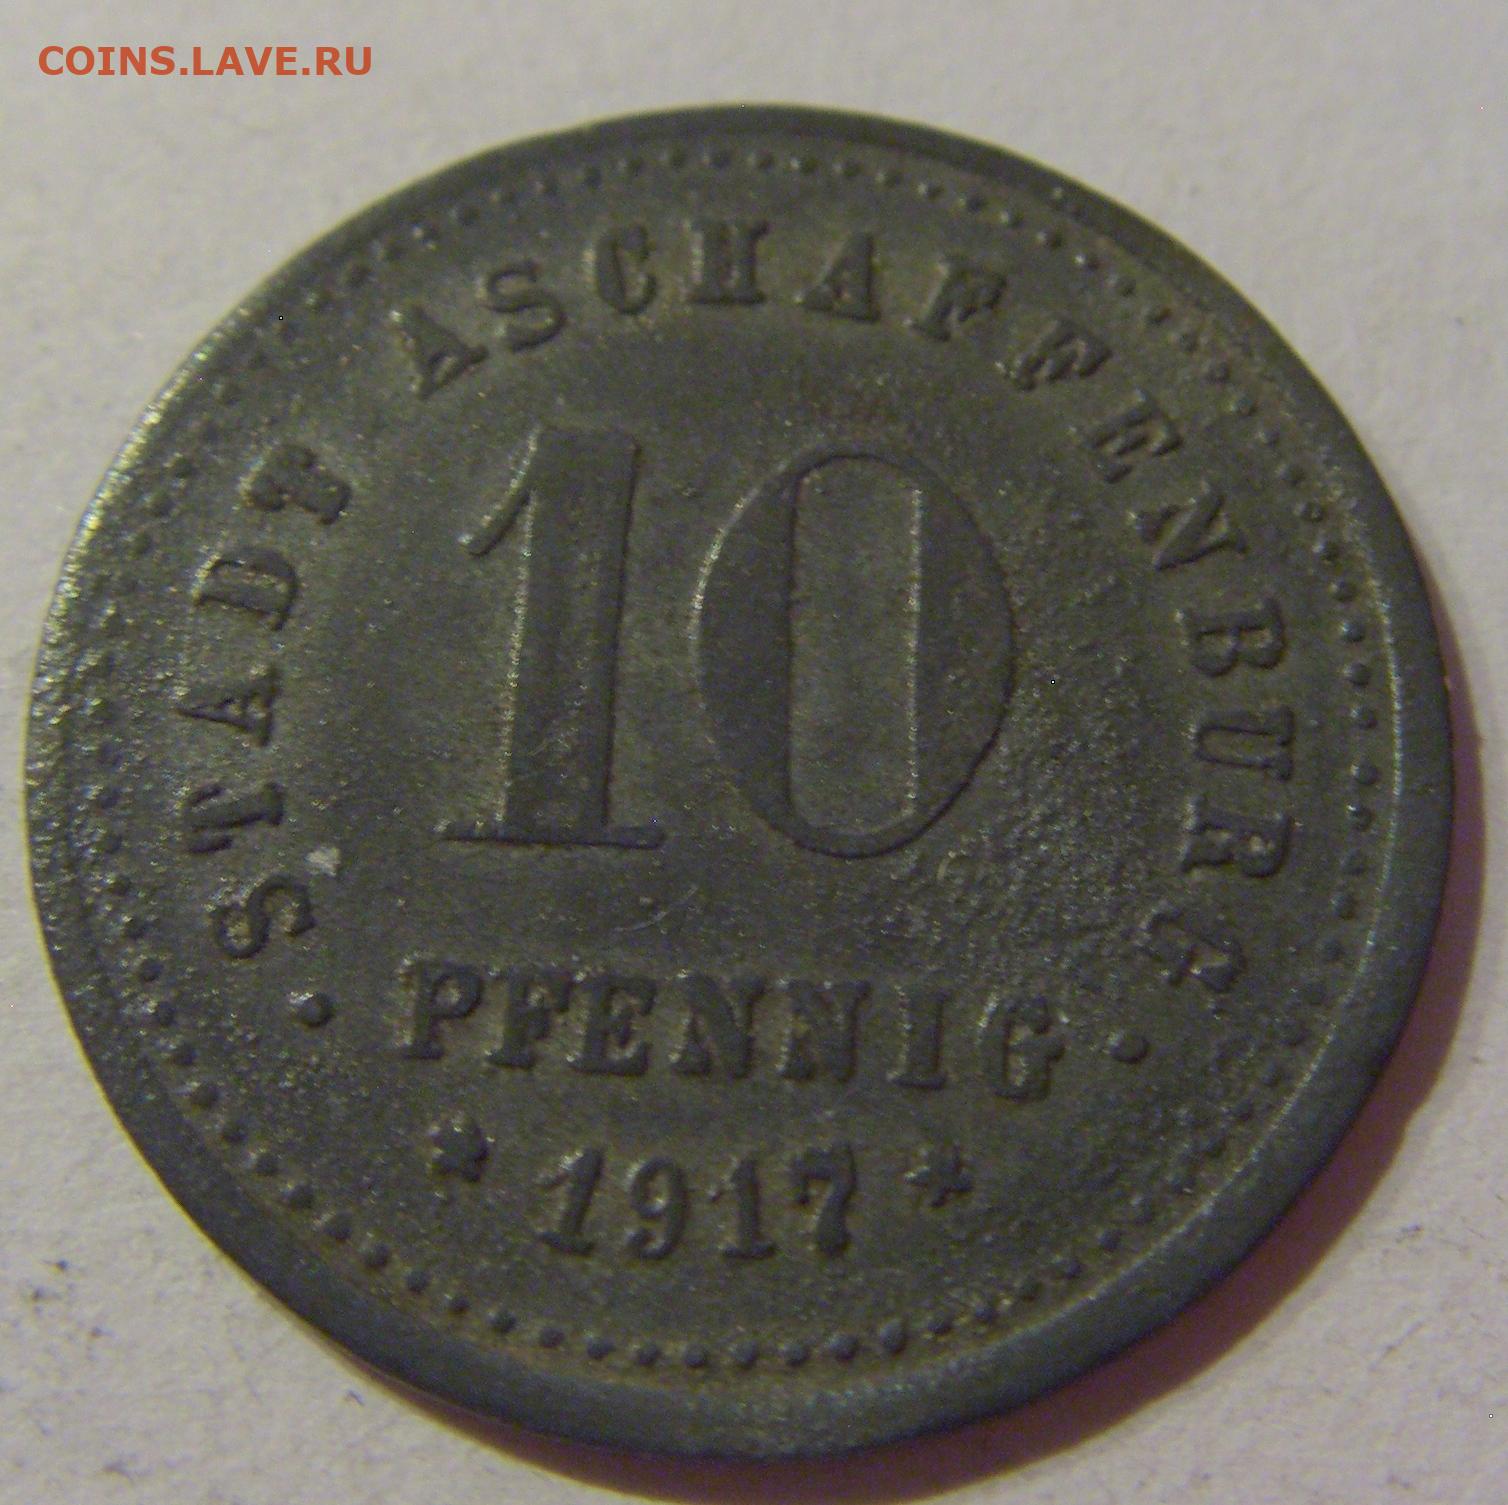 COINS.LAVE.RU
STADT ASCHAFFENBURG
10
PFENNIG
* 1917 *